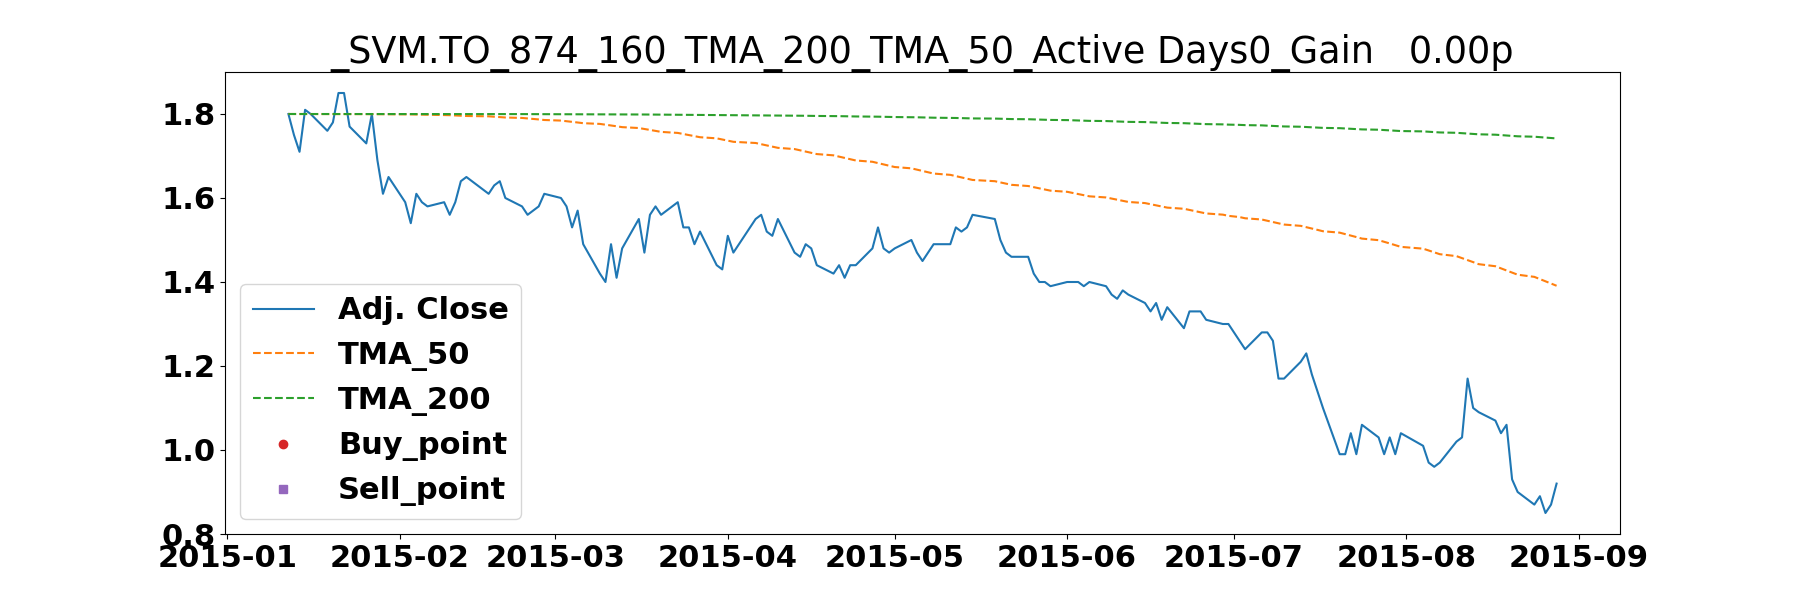 _SVM.TO_874_160_TMA_200_TMA_50_Active Days0_Gain   0.00p
1.8
1.6
1.4
1.2
1.0
0.8
Adj. Close
TMA_50
TMA_200
Buy_point
Sell_point
2015-01 2015-02 2015-03 2015-04 2015-05 2015-06 2015-07 2015-08 2015-09